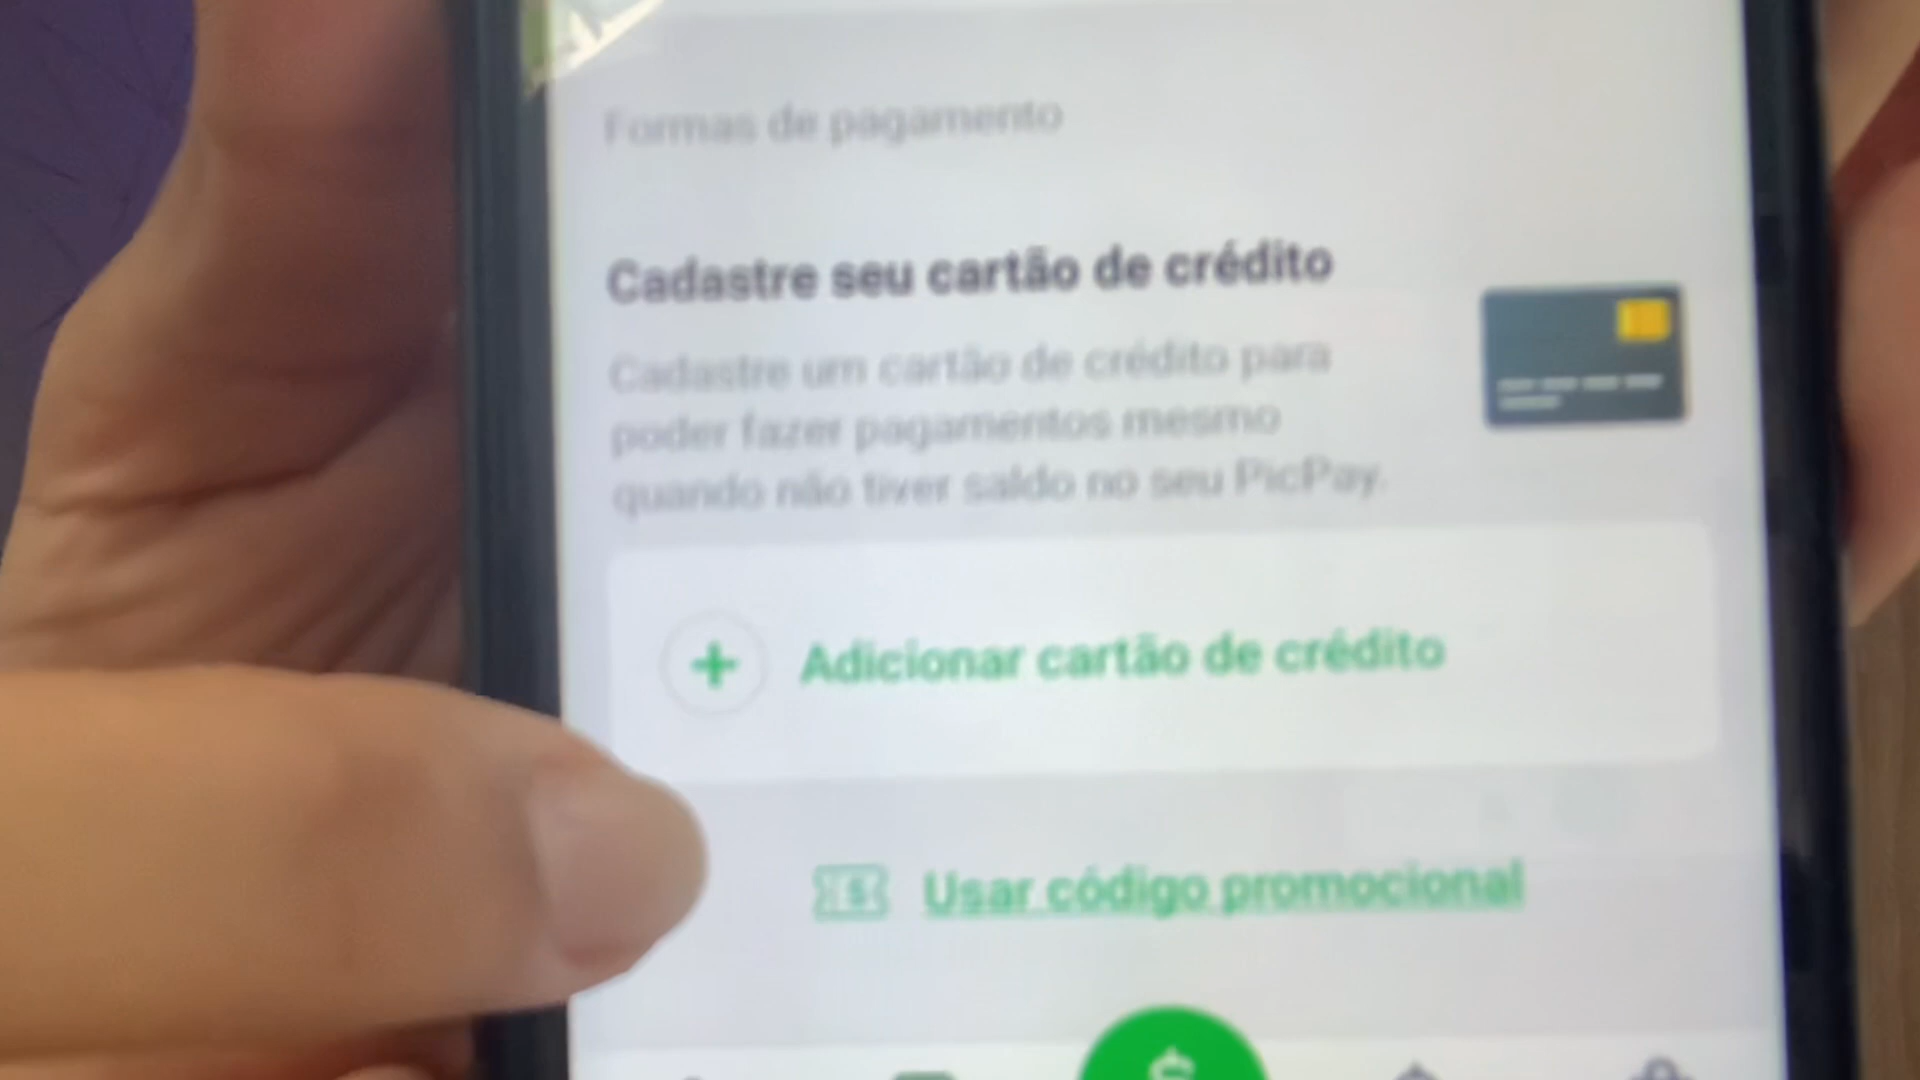 Formas de pagamento
Cadastre seu cartão de crédito
Cadastre um cartão de crédito para
poder fazer pagamentos mesmo
quando não tiver saldo no seu PicPay.
+ Adicionar cartão de crédito
$ Usar código promocional
$